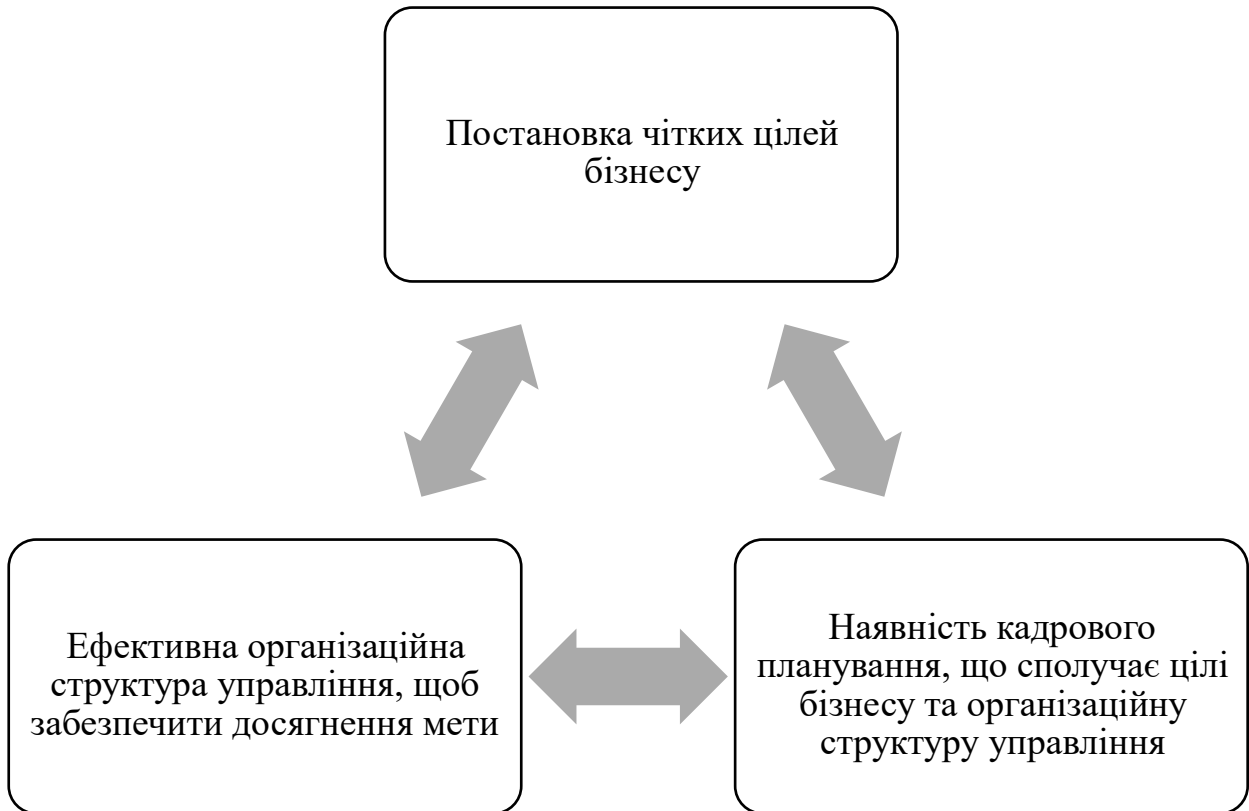 Постановка чітких цілей
бізнесу
Ефективна організаційна
структура управління, щоб
забезпечити досягнення мети
Наявність кадрового
планування, що сполучає цілі
бізнесу та організаційну
структуру управління